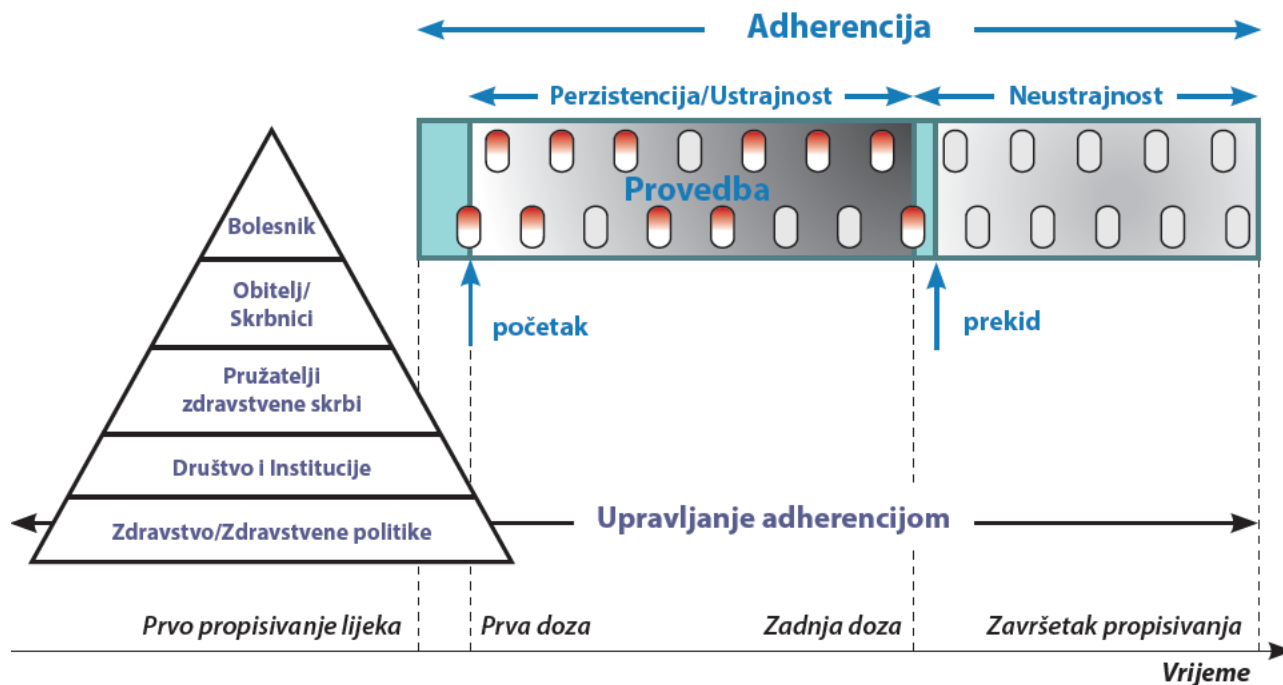 Adherencija
Perzistencija/Ustrajnost
Neustrajnost
Provedba
početak
prekid
Bolesnik
Obitelj/
Skrbnici
Pružatelji
zdravstvene skrbi
Društvo i Institucije
Zdravstvo/Zdravstvene politike
Upravljanje adherencijom
Prvo propisivanje lijeka
Prva doza
Zadnja doza
Završetak propisivanja
Vrijeme